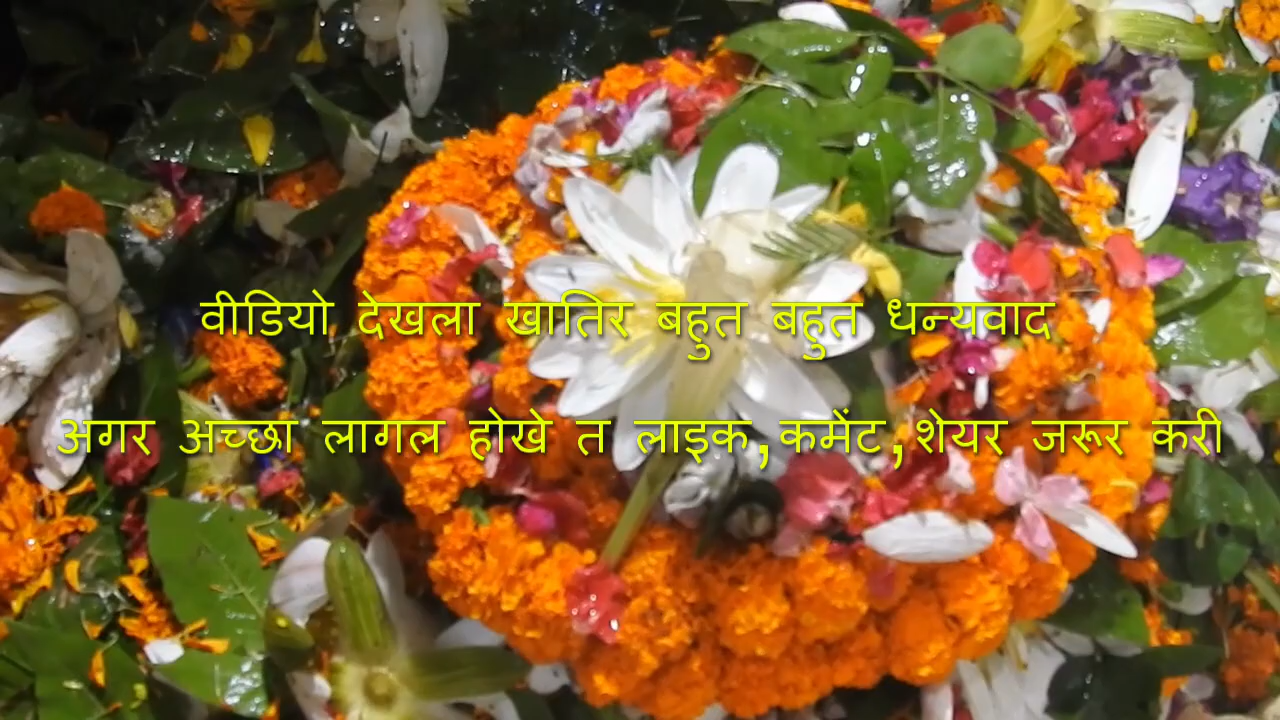 वीडियो देखला खातिर बहुत बहुत धन्यवाद
अगर अच्छा लागल होखे त लाइक,कमेंट,शेयर जरूर करी